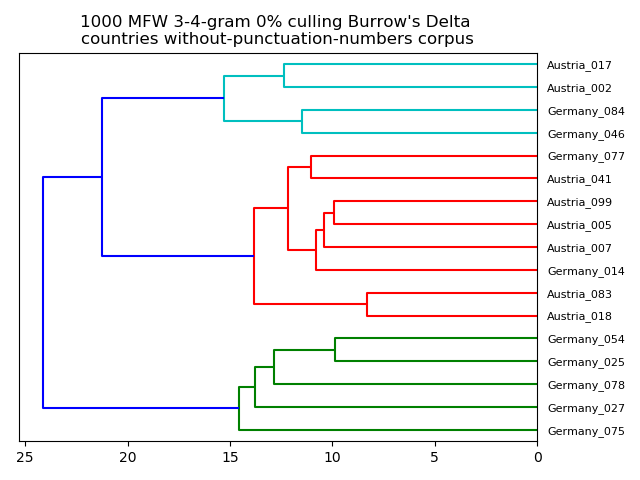 1000 MFW 3-4-gram 0% culling Burrow's Delta
countries without-punctuation-numbers corpus
Austria_017
Austria_002
Germany_084
Germany_046
Germany_077
Austria_041
Austria_099
Austria_005
Austria_007
Germany_014
Austria_083
Austria_018
Germany_054
Germany_025
Germany_078
Germany_027
Germany_075
25 20 15 10 5 0